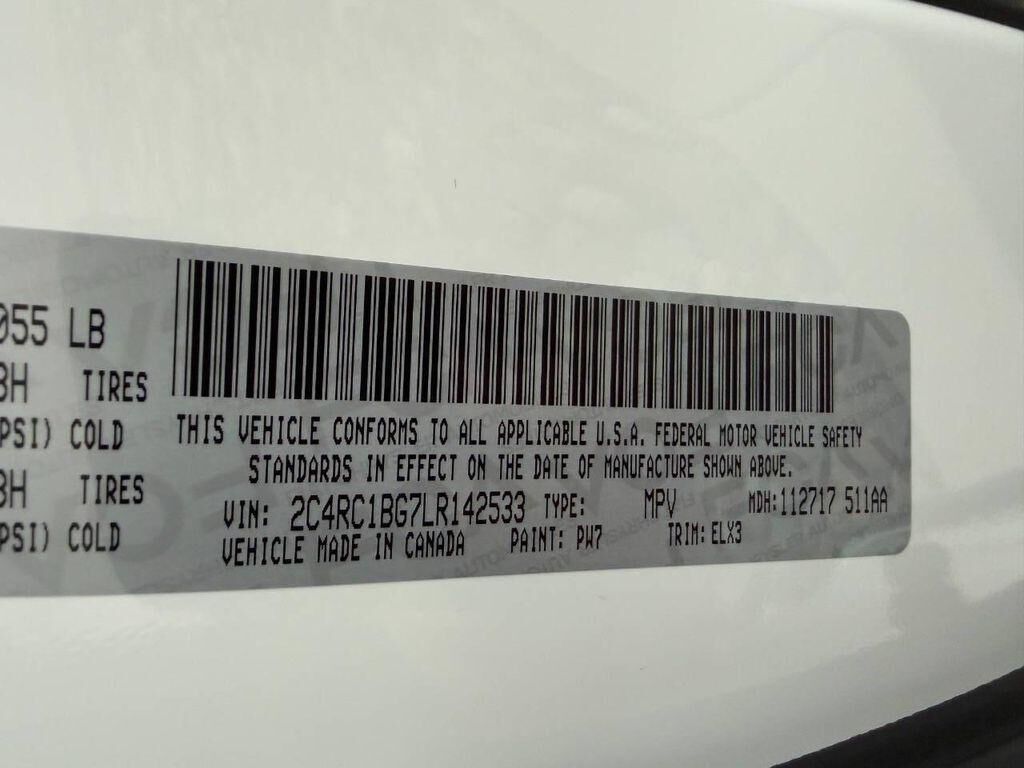 055 LB
TIRES
PSI) COLD
TIRES
PSI) COLD
THIS VEHICLE CONFORMS TO ALL APPLICABLE U.S.A. FEDERAL MOTOR VEHICLE SAFETY
STANDARDS IN EFFECT ON THE DATE OF MANUFACTURE SHOWN ABOVE.
VIN: 2C4RC1BG7LR142533 TYPE: MPV MDH:112717 511AA
VEHICLE MADE IN CANADA PAINT: PW7 TRIM: ELX3